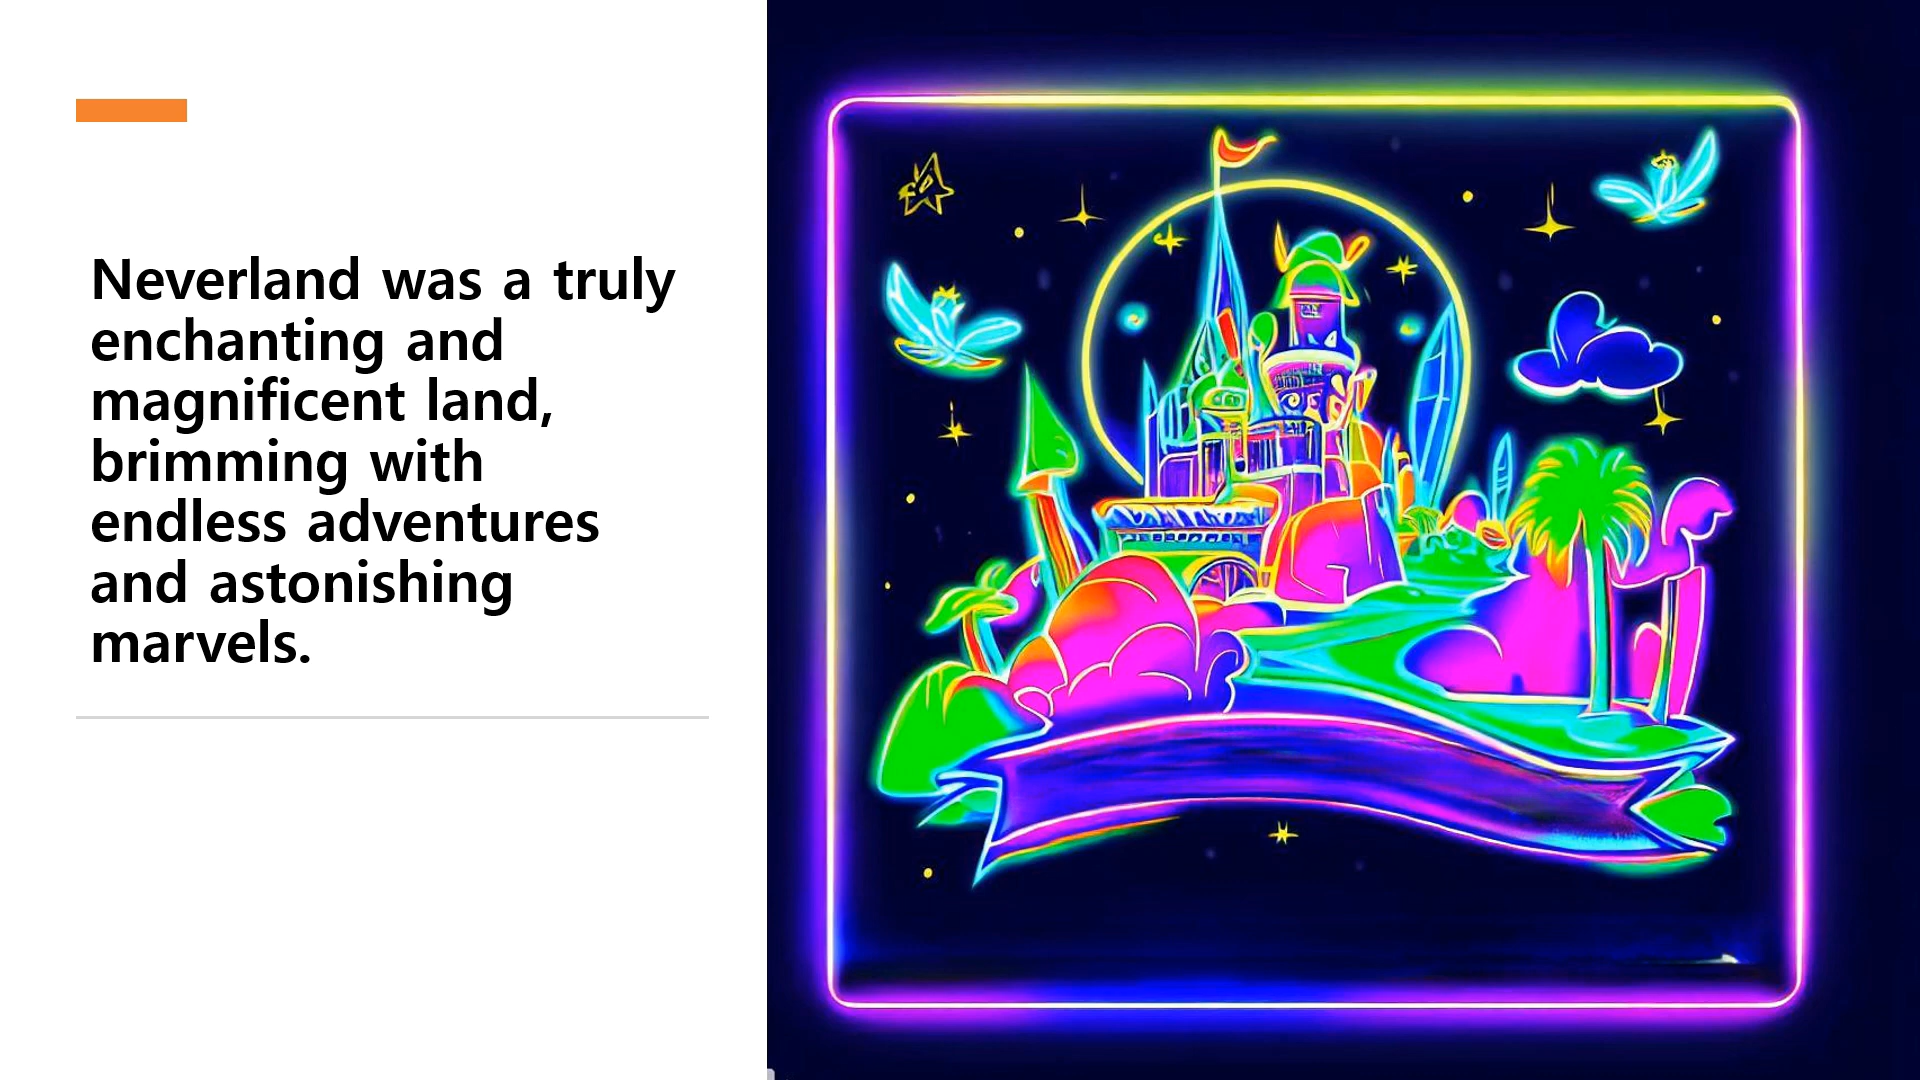 Neverland was a truly
enchanting and
magnificent land,
brimming with
endless adventures
and astonishing
marvels.